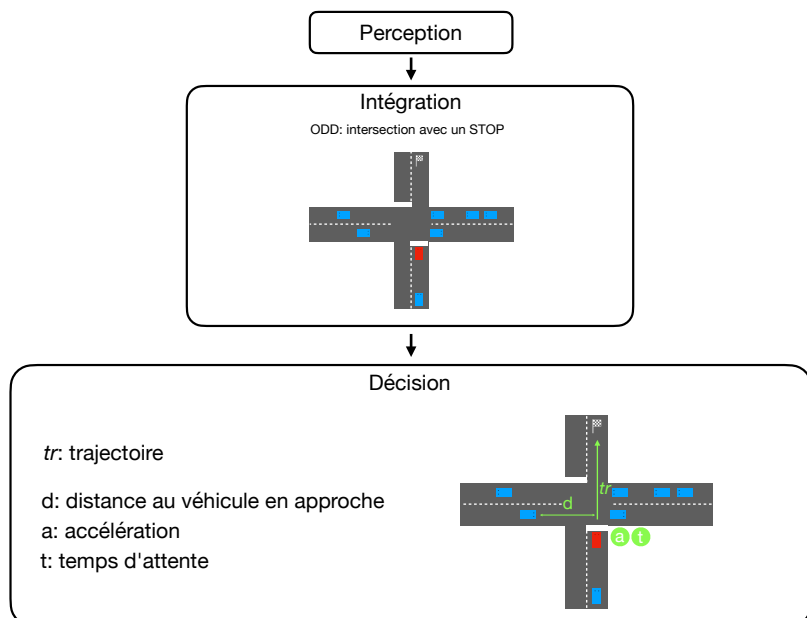 Perception
Intégration
ODD: intersection avec un STOP
Décision
tr: trajectoire
d: distance au véhicule en approche
a: accélération
t: temps d'attente
tr
d
a t